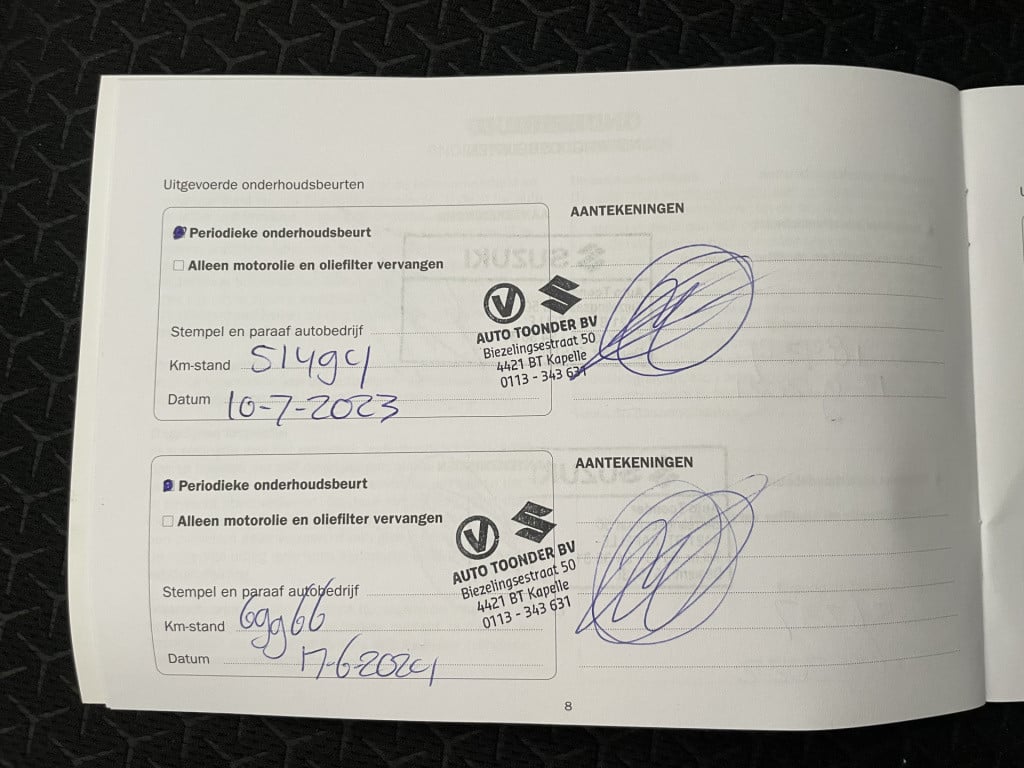 Uitgevoerde onderhoudsbeurten
Periodieke onderhoudsbeurt
Alleen motorolie en oliefilter vervangen
Stempel en paraaf autobedrijf
Km-stand 51494
Datum 10-7-2023
AUTO TOONDER BV
Biezelingsestraat 50
4421 BT Kapelle
0113 - 343 631
AANTEKENINGEN
Periodieke onderhoudsbeurt
Alleen motorolie en oliefilter vervangen
Stempel en paraaf autobedrijf
Km-stand 69966
Datum 17-6-2024
AUTO TOONDER BV
Biezelingsestraat 50
4421 BT Kapelle
0113 - 343 631
AANTEKENINGEN
8